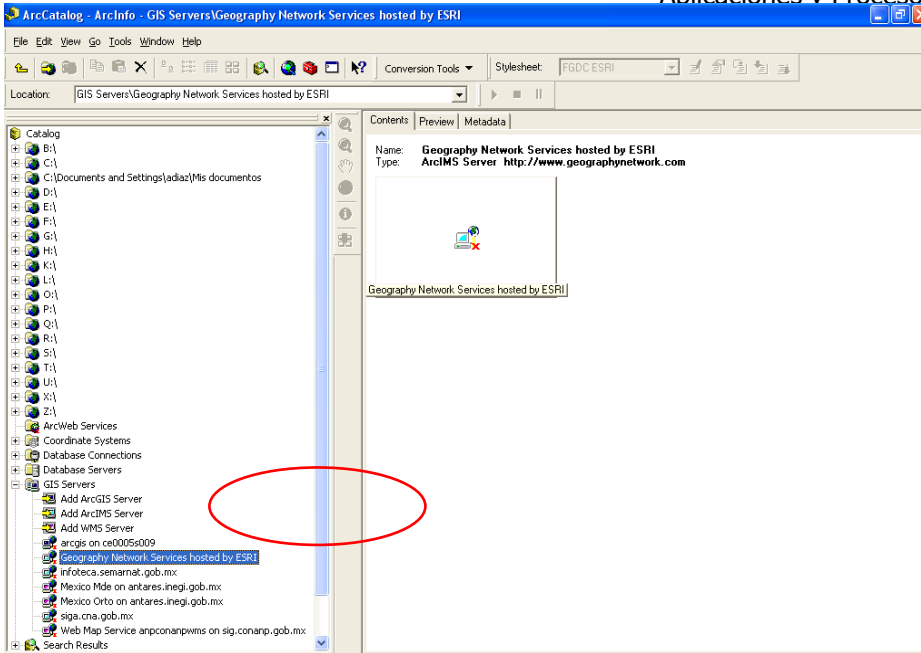 Aplicaciones y Proceso
ArcCatalog - ArcInfo - GIS Servers\Geography Network Services hosted by ESRI
File Edit View Go Tools Window Help
Conversion Tools Stylesheet: FGDC ESRI
Location: GIS Servers\Geography Network Services hosted by ESRI
Contents Preview Metadata
Name: Geography Network Services hosted by ESRI
Type: ArcIMS Server http://www.geographynetwork.com
Geography Network Services hosted by ESRI
Catalog
B:\
C:\
C:\Documents and Settings\adiaz\Mis documentos
D:\
E:\
F:\
G:\
H:\
K:\
L:\
O:\
P:\
Q:\
R:\
S:\
T:\
U:\
X:\
Z:\
ArcWeb Services
Coordinate Systems
Database Connections
Database Servers
GIS Servers
Add ArcGIS Server
Add ArcIMS Server
Add WMS Server
arcgis on ce0005s009
Geography Network Services hosted by ESRI
infoteca.semarnat.gob.mx
Mexico Mde on antares.inegi.gob.mx
Mexico Orto on antares.inegi.gob.mx
siga.cna.gob.mx
Web Map Service anpconanpwms on sig.conanp.gob.mx
Search Results